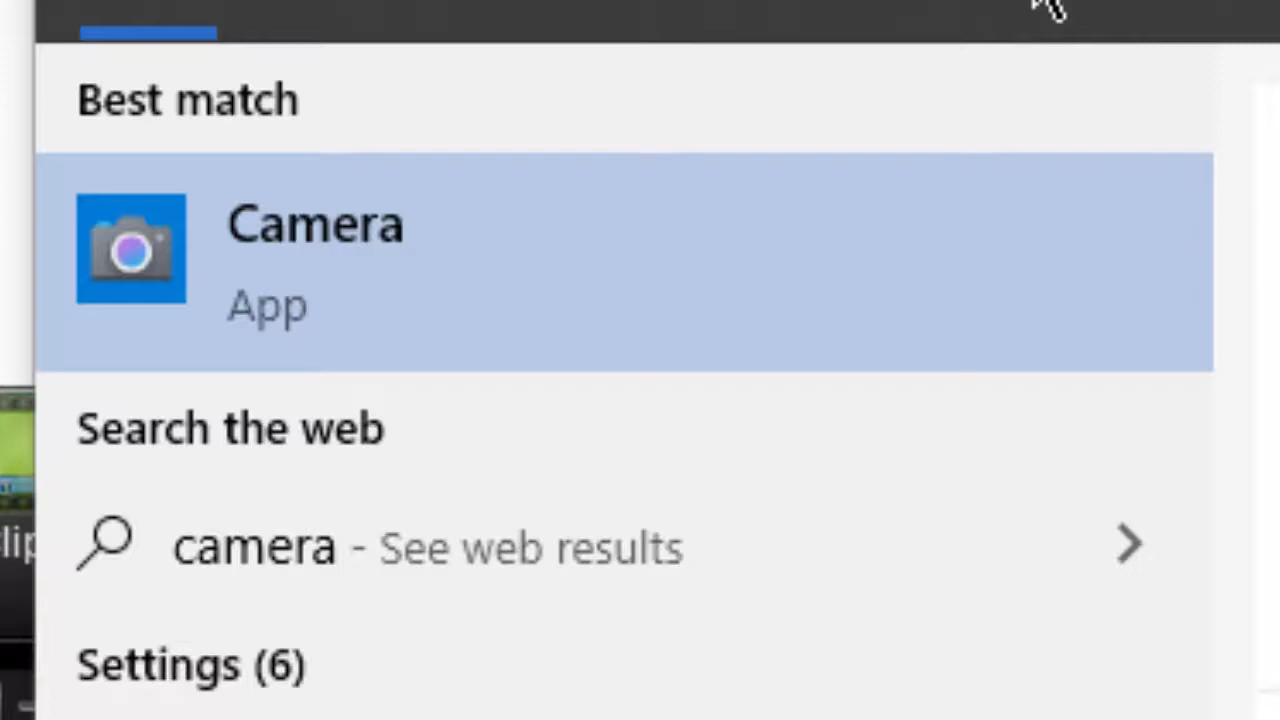 Best match
Camera
App
Search the web
camera - See web results
Settings (6)